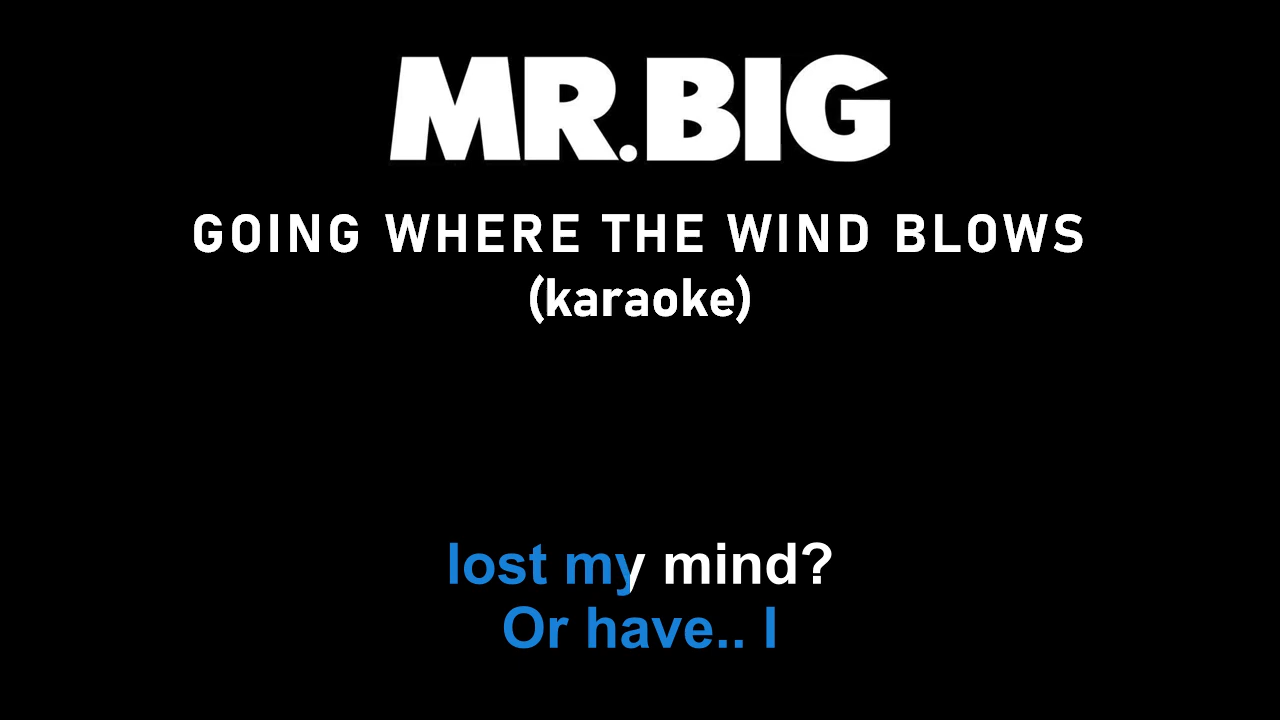 MR.BIG
GOING WHERE THE WIND BLOWS
(karaoke)
lost my mind?
Or have.. I